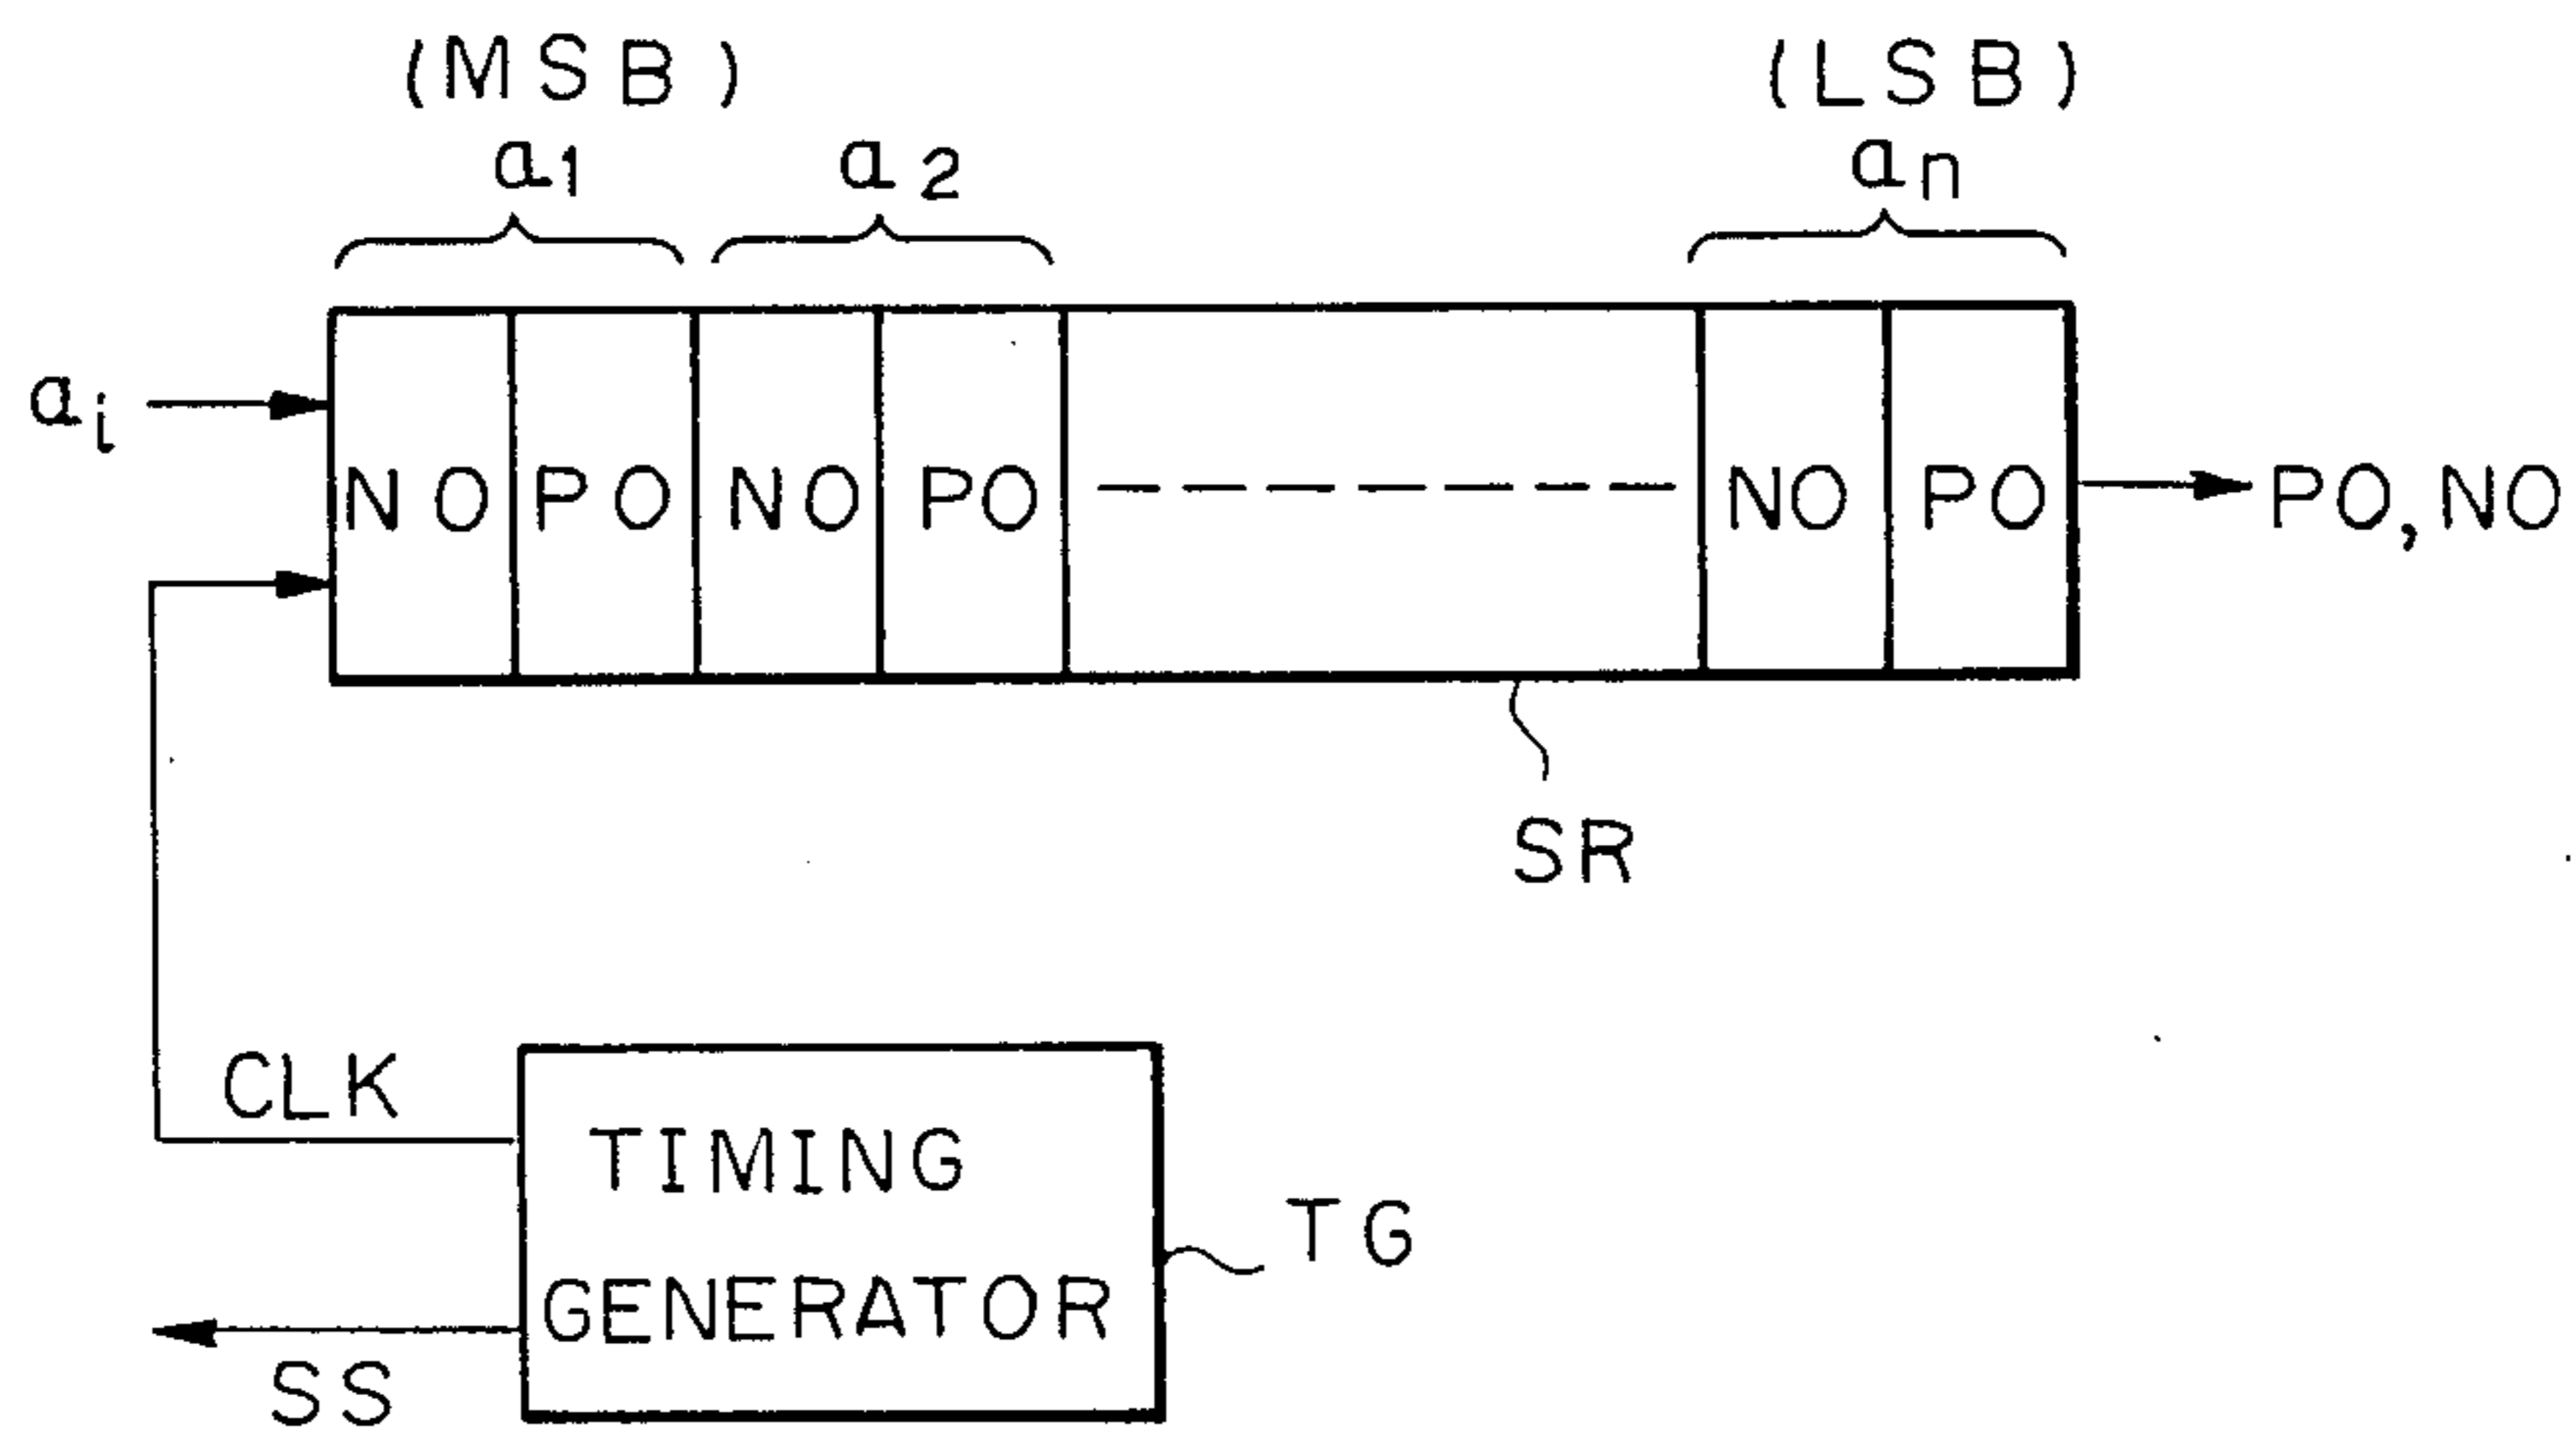 (MSB)
(LSB)
a1
a2
an
ai
NO PO NO PO NO PO
PO, NO
SR
CLK
TIMING
GENERATOR
TG
SS